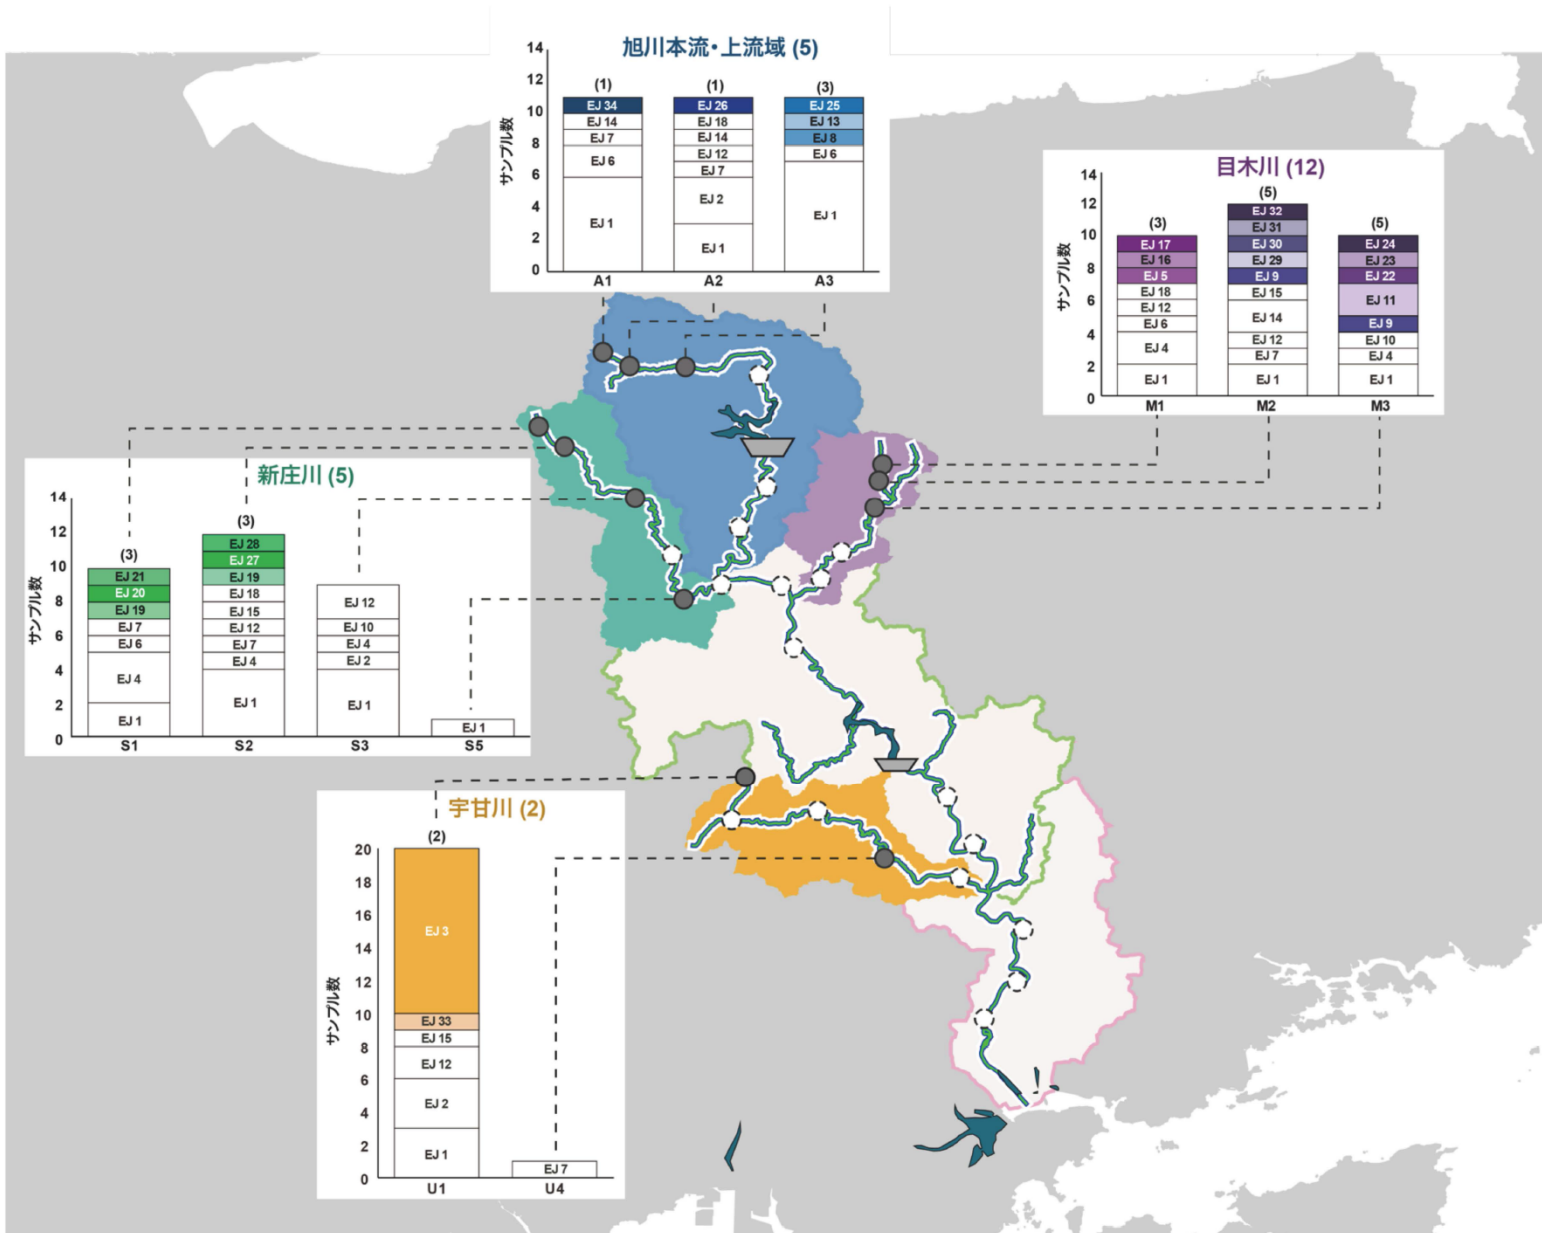 旭川本流・上流域 (5)
サンプル数
14
12
10
8
6
4
2
0
(1)
EJ 34
EJ 14
EJ 7
EJ 6
EJ 1
A1
(1)
EJ 26
EJ 18
EJ 14
EJ 12
EJ 7
EJ 2
EJ 1
A2
(3)
EJ 25
EJ 13
EJ 8
EJ 6
EJ 1
A3
目木川 (12)
サンプル数
14
12
10
8
6
4
2
0
(3)
EJ 17
EJ 16
EJ 5
EJ 18
EJ 12
EJ 6
EJ 4
EJ 1
M1
(5)
EJ 32
EJ 31
EJ 30
EJ 29
EJ 9
EJ 15
EJ 14
EJ 12
EJ 7
EJ 1
M2
(5)
EJ 24
EJ 23
EJ 22
EJ 11
EJ 9
EJ 10
EJ 4
EJ 1
M3
新庄川 (5)
サンプル数
14
12
10
8
6
4
2
0
(3)
EJ 21
EJ 20
EJ 19
EJ 7
EJ 6
EJ 4
EJ 1
S1
(3)
EJ 28
EJ 27
EJ 19
EJ 18
EJ 15
EJ 12
EJ 7
EJ 4
EJ 1
S2
EJ 12
EJ 10
EJ 4
EJ 2
EJ 1
S3
EJ 1
S5
宇甘川 (2)
サンプル数
20
18
16
14
12
10
8
6
4
2
0
(2)
EJ 3
EJ 33
EJ 15
EJ 12
EJ 2
EJ 1
U1
EJ 7
U4